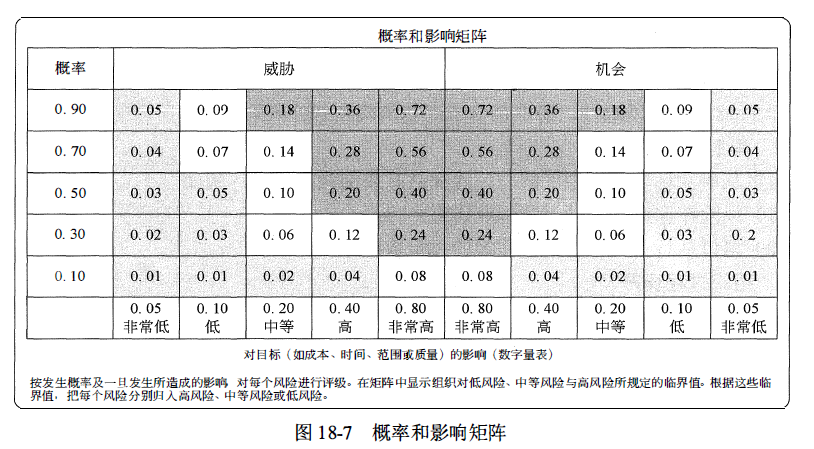 概率和影响矩阵
概率 威胁 机会
0.90 0.05 0.09 0.18 0.36 0.72 0.72 0.36 0.18 0.09 0.05
0.70 0.04 0.07 0.14 0.28 0.56 0.56 0.28 0.14 0.07 0.04
0.50 0.03 0.05 0.10 0.20 0.40 0.40 0.20 0.10 0.05 0.03
0.30 0.02 0.03 0.06 0.12 0.24 0.24 0.12 0.06 0.03 0.2
0.10 0.01 0.01 0.02 0.04 0.08 0.08 0.04 0.02 0.01 0.01
0.05 0.10 0.20 0.40 0.80 0.80 0.40 0.20 0.10 0.05
非常低 低 中等 高 非常高 非常高 高 中等 低 非常低
对目标（如成本、时间、范围或质量）的影响（数字量表）
按发生概率及一旦发生所造成的影响，对每个风险进行评级。在矩阵中显示组织对低风险、中等风险与高风险所规定的临界值。根据这些临
界值，把每个风险分别归人高风险、中等风险或低风险。
图 18-7 概率和影响矩阵